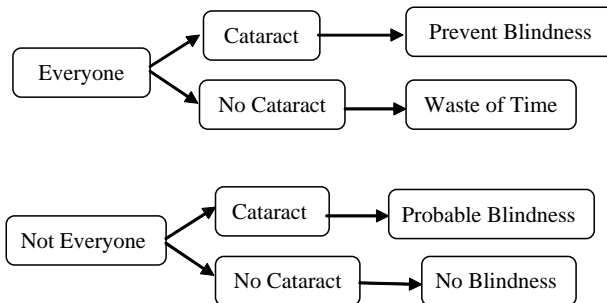 Cataract
Prevent Blindness
Everyone
No Cataract
Waste of Time
Cataract
Probable Blindness
Not Everyone
No Cataract
No Blindness